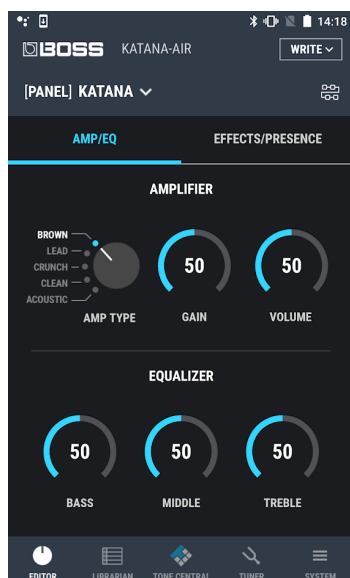 14:18
BOSS KATANA-AIR WRITE
[PANEL] KATANA
AMP/EQ EFFECTS/PRESENCE
AMPLIFIER
BROWN
LEAD
CRUNCH
CLEAN
ACOUSTIC
50 50
AMP TYPE GAIN VOLUME
EQUALIZER
50 50 50
BASS MIDDLE TREBLE
EDITOR LIBRARIAN TONE CENTRAL TUNER SYSTEM